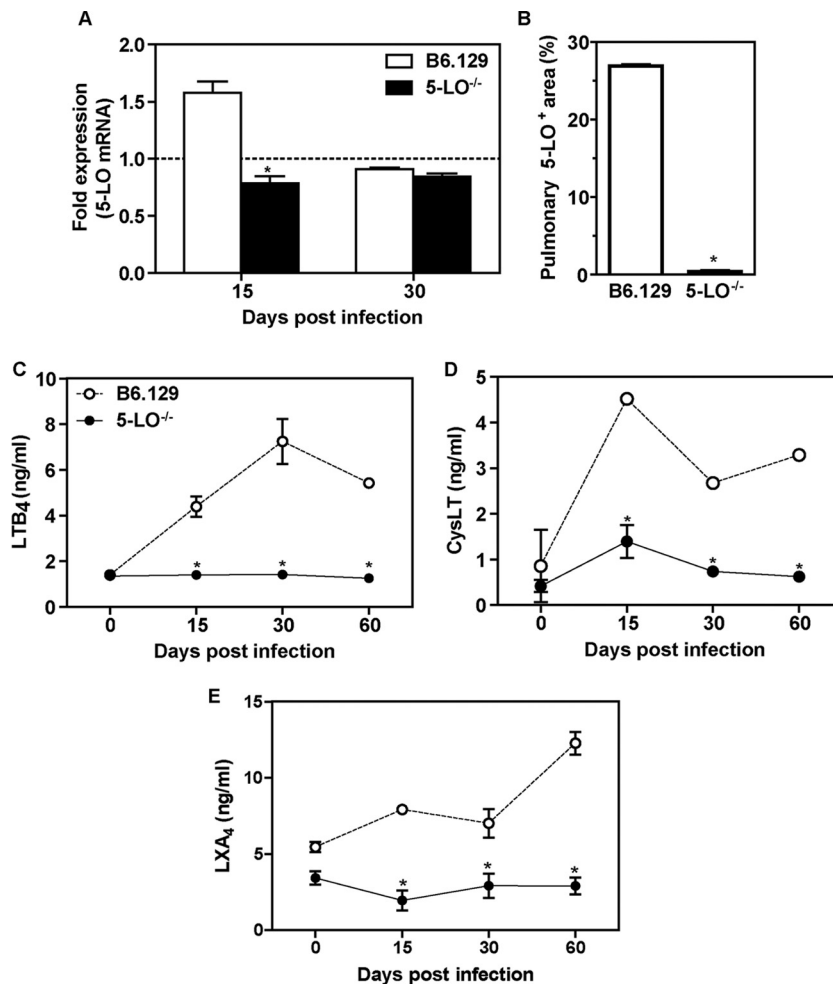 A
Fold expression
(5-LO mRNA)
2.0
1.5
1.0
0.5
0.0
B6.129
5-LO-/-
*
15
30
Days post infection
B
Pulmonary 5-LO+ area (%)
30
20
10
0
*
B6.129 5-LO-/-
C
LTB4 (ng/ml)
10
8
6
4
2
0
B6.129
5-LO-/-
* * *
0 15 30 60
Days post infection
D
CysLT (ng/ml)
5
4
3
2
1
0
* * *
0 15 30 60
Days post infection
E
LXA4 (ng/ml)
15
10
5
0
* * *
0 15 30 60
Days post infection